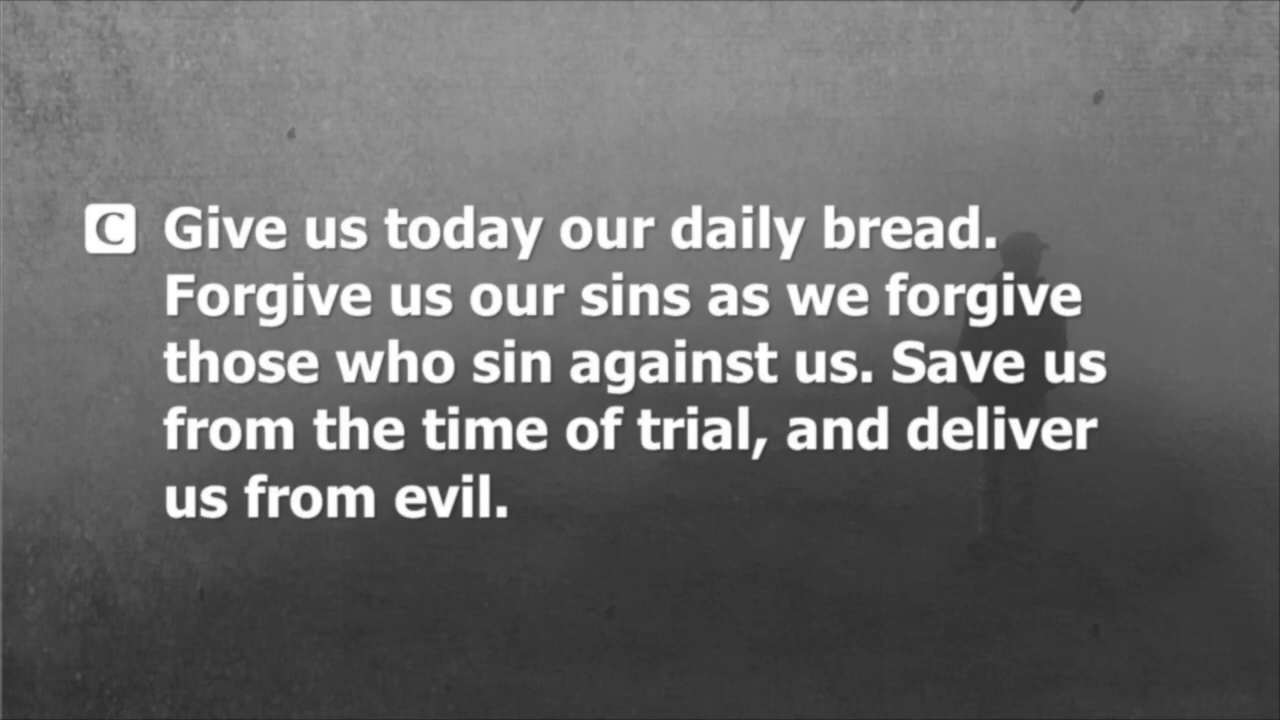 C Give us today our daily bread.
Forgive us our sins as we forgive
those who sin against us. Save us
from the time of trial, and deliver
us from evil.